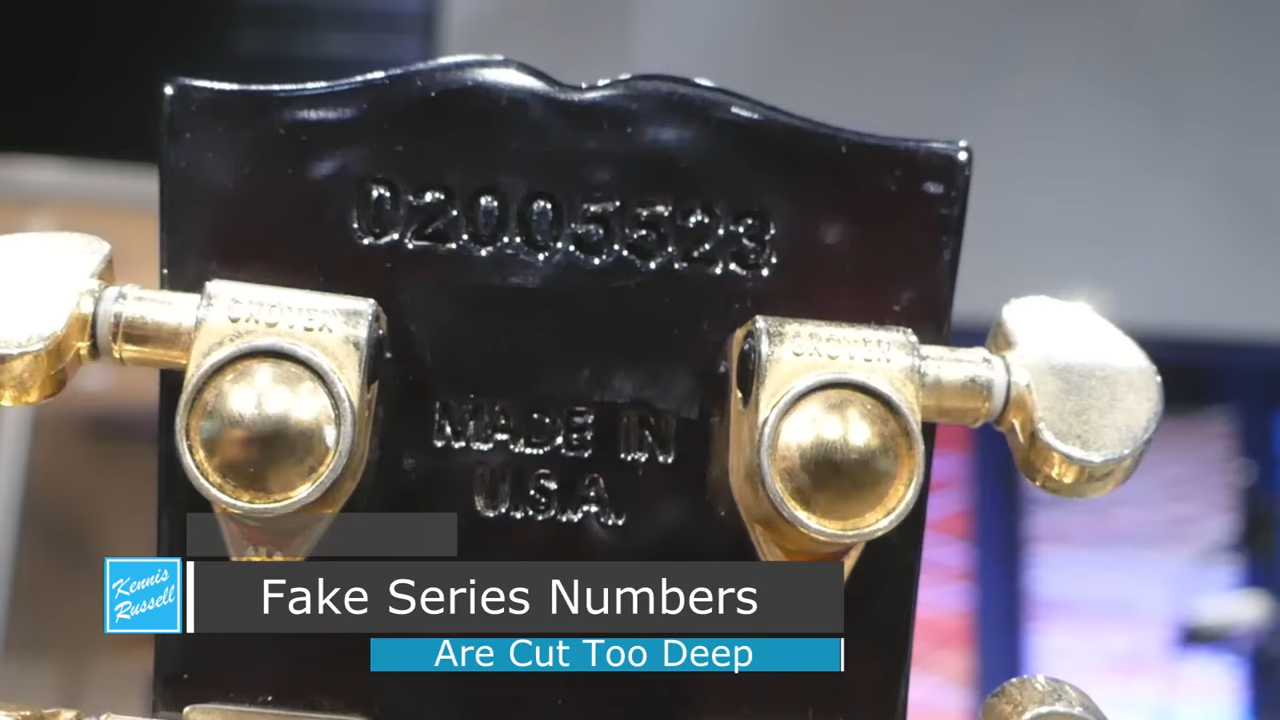 02005523
GROVER
GROVER
MADE IN
U.S.A.
Kennis
Russell
Fake Series Numbers
Are Cut Too Deep